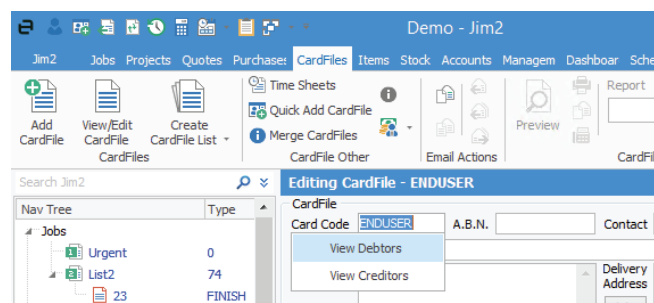 Demo - Jim2
Jim2 Jobs Projects Quotes Purchases CardFiles Items Stock Accounts Managem Dashboar Sche
Time Sheets
Report
Quick Add CardFile
Add CardFile
View/Edit CardFile
Create CardFile List
Merge CardFiles
Preview
CardFiles
CardFile Other
Email Actions
CardFi
Search Jim2
Editing CardFile - ENDUSER
Nav Tree Type
CardFile
Jobs
Card Code ENDUSER A.B.N. Contact
Urgent 0
View Debtors
List2 74
View Creditors
Delivery Address
23 FINISH